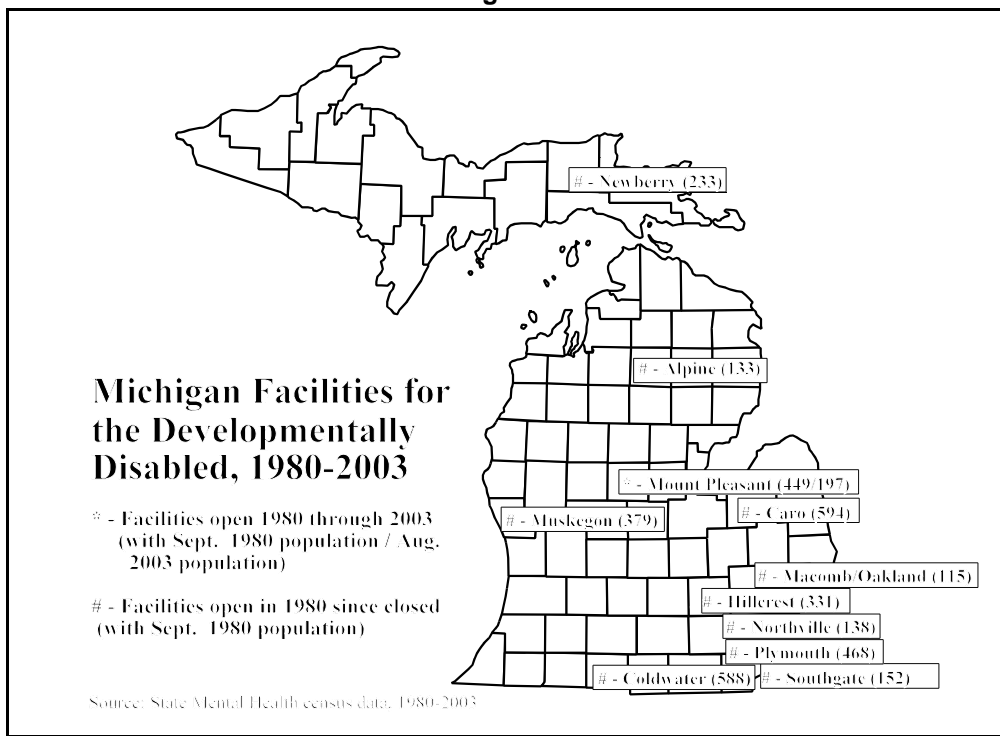 # - Newberry (233)
# - Alpine (133)
Michigan Facilities for
the Developmentally
Disabled, 1980-2003
* - Mount Pleasant (449/197)
# - Caro (594)
# - Muskegon (379)
* - Facilities open 1980 through 2003
(with Sept. 1980 population / Aug.
2003 population)
# - Macomb/Oakland (115)
# - Hillcrest (331)
# - Facilities open in 1980 since closed
(with Sept. 1980 population)
# - Northville (138)
# - Plymouth (468)
# - Coldwater (588)
# - Southgate (152)
Source: State Mental Health census data, 1980-2003